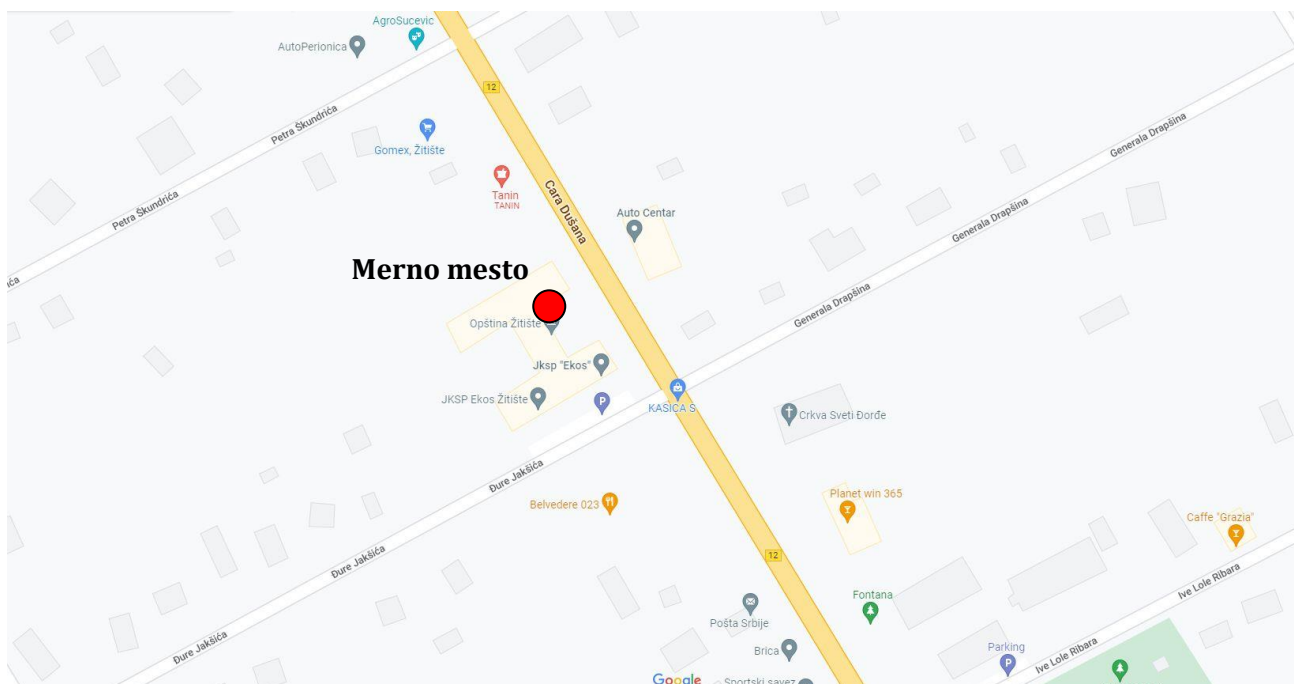 AgroSucevic
AutoPerionica
12
Petra Škundrića
Gomex, Žitište
Generala Drapšina
Tanin
TANIN
Cara Dušana
Petra Škundrića
Auto Centar
Generala Drapšina
Merno mesto
ića
Generala Drapšina
Opština Žitište
Jksp "Ekos"
JKSP Ekos Žitište
P
KASICA S
Crkva Sveti Đorđe
Đure Jakšića
Planet win 365
Belvedere 023
Caffe "Grazia"
12
Đure Jakšića
Ive Lole Ribara
Fontana
Pošta Srbije
Đure Jakšića
Brica
Parking
P
Ive Lole Ribara
Google
Sportski savez